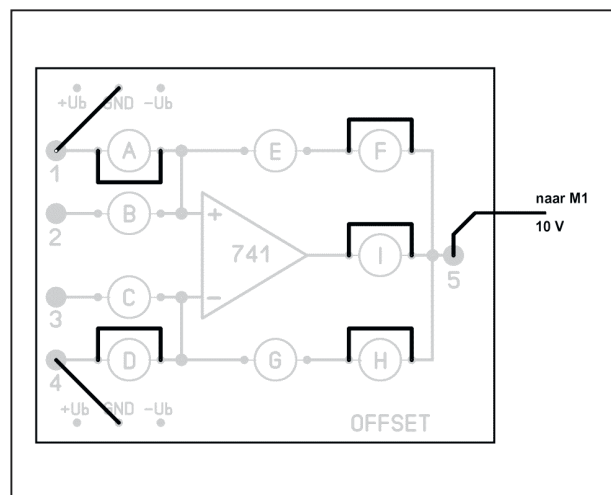 +Ub GND -Ub
A
E
F
1
B
2
+
naar M1
10 V
741
I
5
3
C
−
D
G
H
4
+Ub GND -Ub
OFFSET